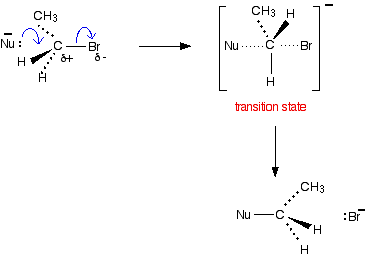 CH3
Nu:− H C δ+ Br δ-
H
CH3 H −
Nu C Br
H
transition state
CH3
Nu C :Br−
H
H